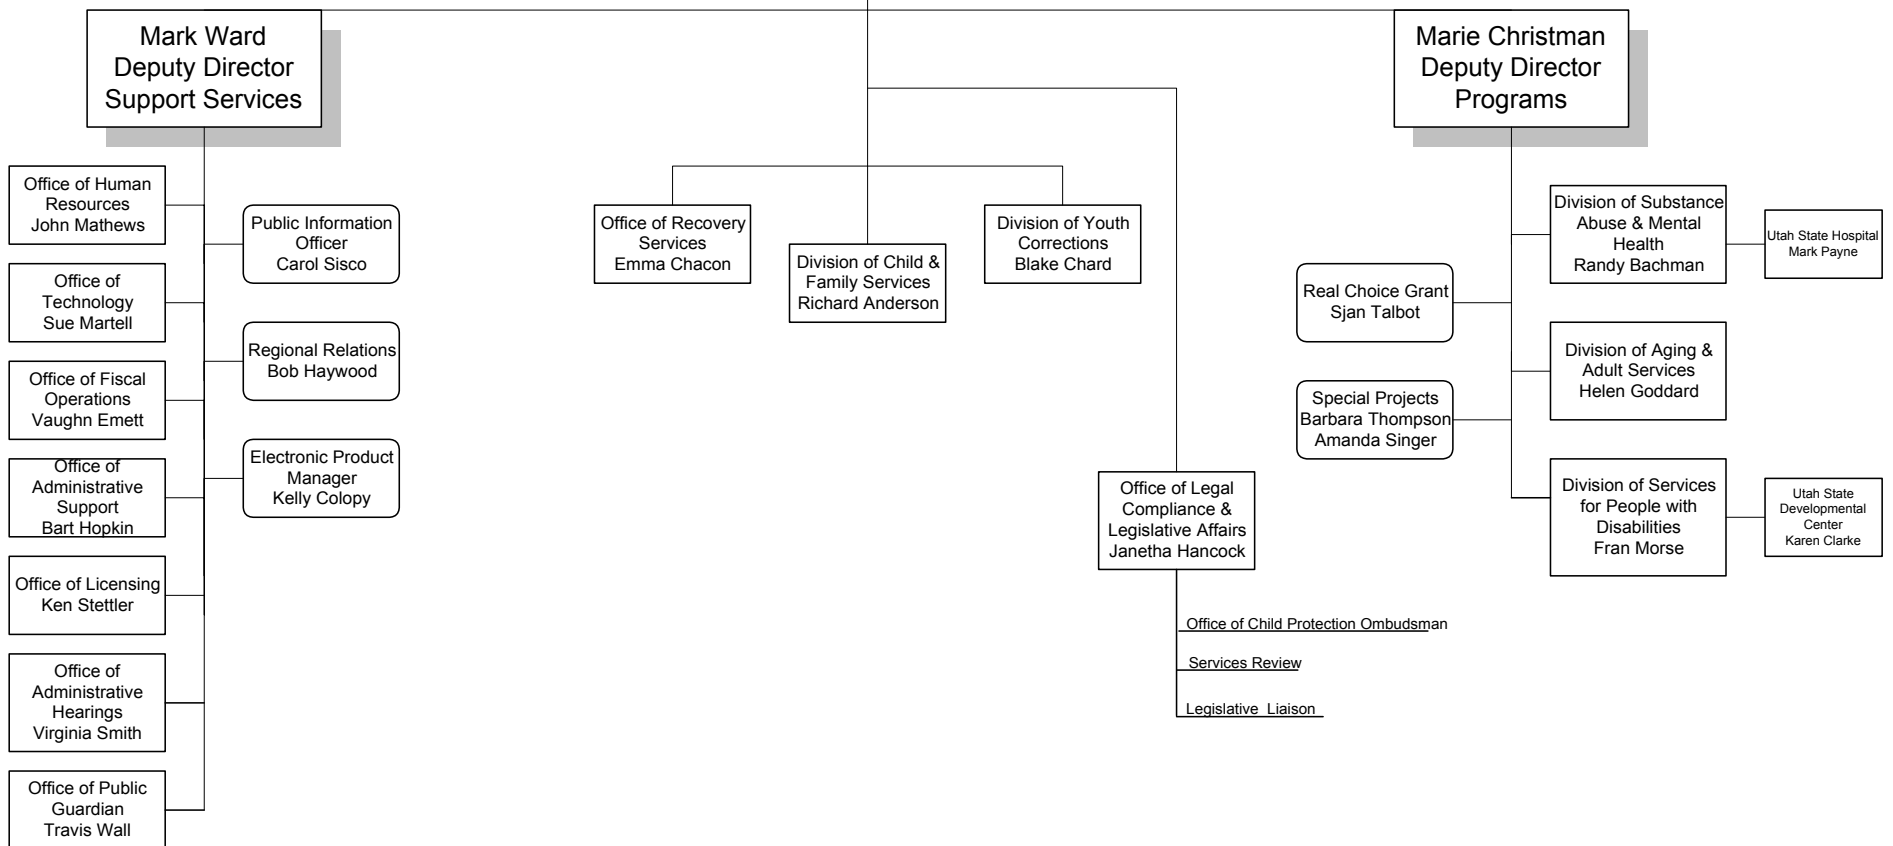 Mark Ward
Deputy Director
Support Services
Marie Christman
Deputy Director
Programs
Office of Human
Resources
John Mathews
Office of
Technology
Sue Martell
Office of Fiscal
Operations
Vaughn Emett
Office of
Administrative
Support
Bart Hopkin
Office of Licensing
Ken Stettler
Office of
Administrative
Hearings
Virginia Smith
Office of Public
Guardian
Travis Wall
Public Information
Officer
Carol Sisco
Regional Relations
Bob Haywood
Electronic Product
Manager
Kelly Colopy
Office of Recovery
Services
Emma Chacon
Division of Child &
Family Services
Richard Anderson
Division of Youth
Corrections
Blake Chard
Office of Legal
Compliance &
Legislative Affairs
Janetha Hancock
Office of Child Protection Ombudsman
Services Review
Legislative Liaison
Real Choice Grant
Sjan Talbot
Special Projects
Barbara Thompson
Amanda Singer
Division of Substance
Abuse & Mental
Health
Randy Bachman
Utah State Hospital
Mark Payne
Division of Aging &
Adult Services
Helen Goddard
Division of Services
for People with
Disabilities
Fran Morse
Utah State
Developmental
Center
Karen Clarke